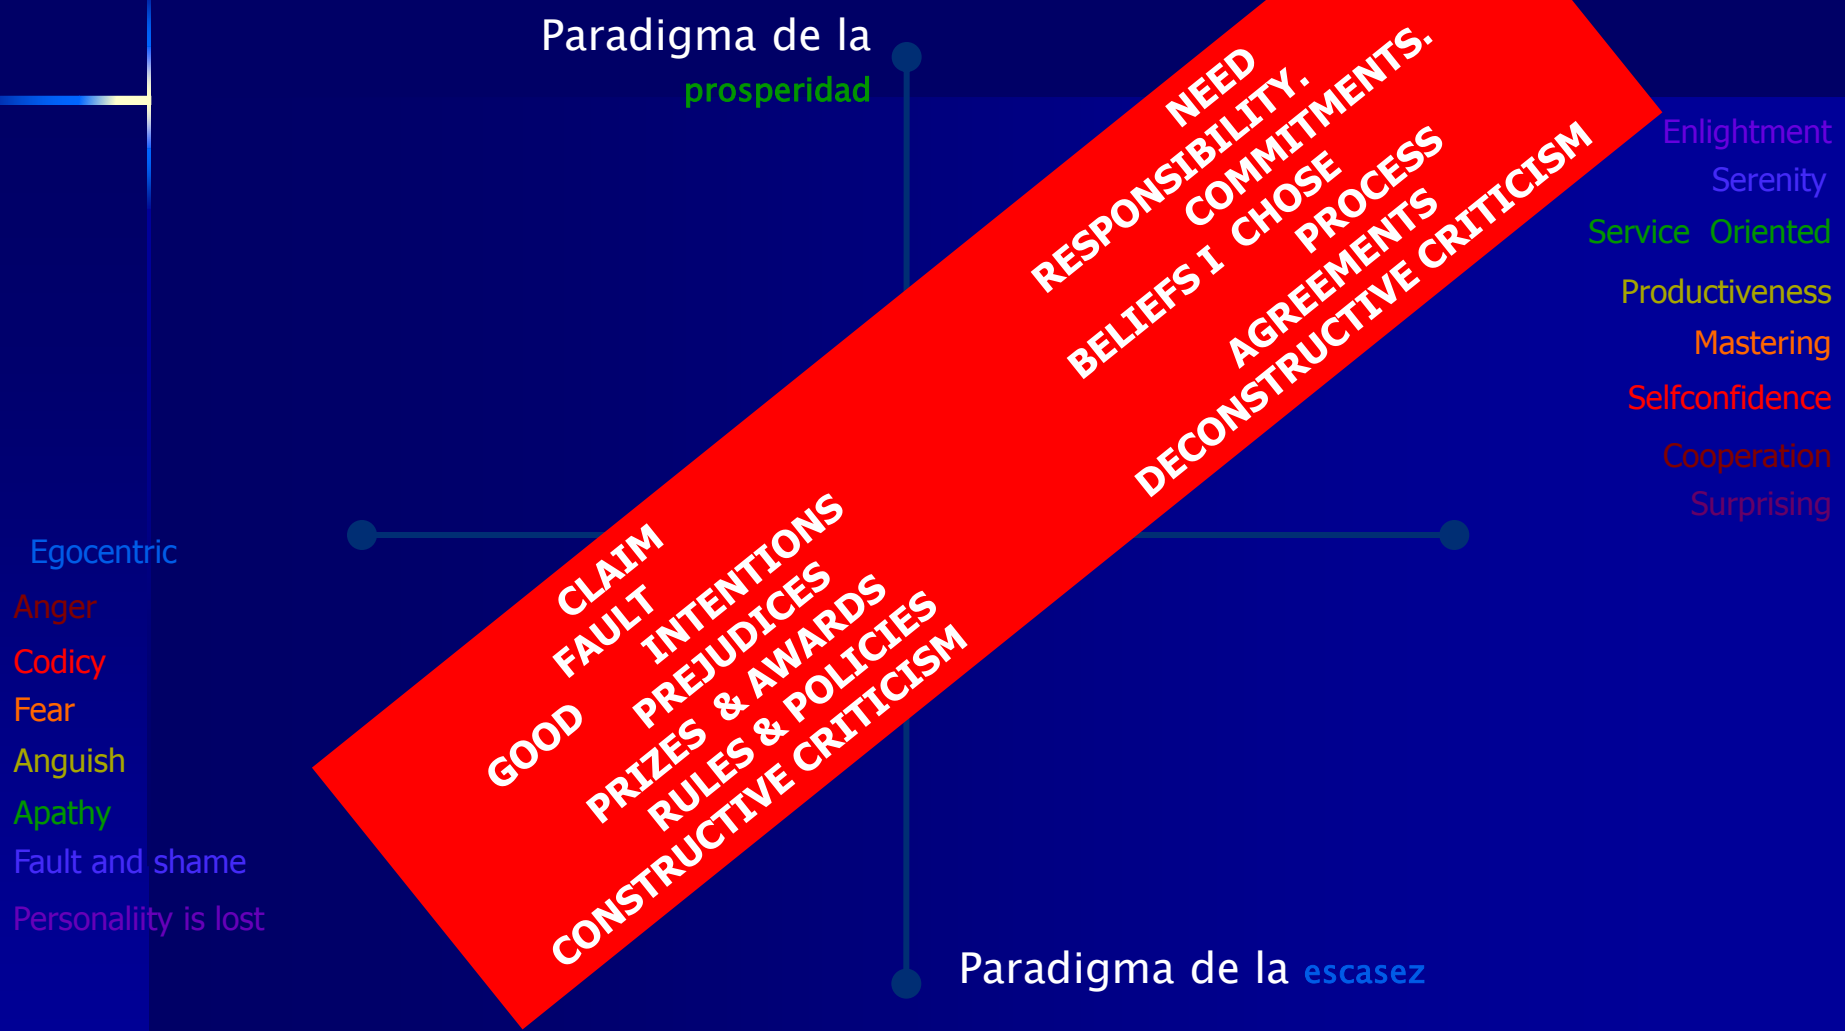 Paradigma de la
prosperidad
NEED
RESPONSIBILITY.
COMMITMENTS.
BELIEFS I CHOSE
PROCESS
AGREEMENTS
DECONSTRUCTIVE CRITICISM
Enlightment
Serenity
Service Oriented
Productiveness
Mastering
Selfconfidence
Cooperation
Surprising
CLAIM
FAULT
GOOD INTENTIONS
PREJUDICES
PRIZES & AWARDS
RULES & POLICIES
CONSTRUCTIVE CRITICISM
Egocentric
Anger
Codicy
Fear
Anguish
Apathy
Fault and shame
Personaliity is lost
Paradigma de la escasez